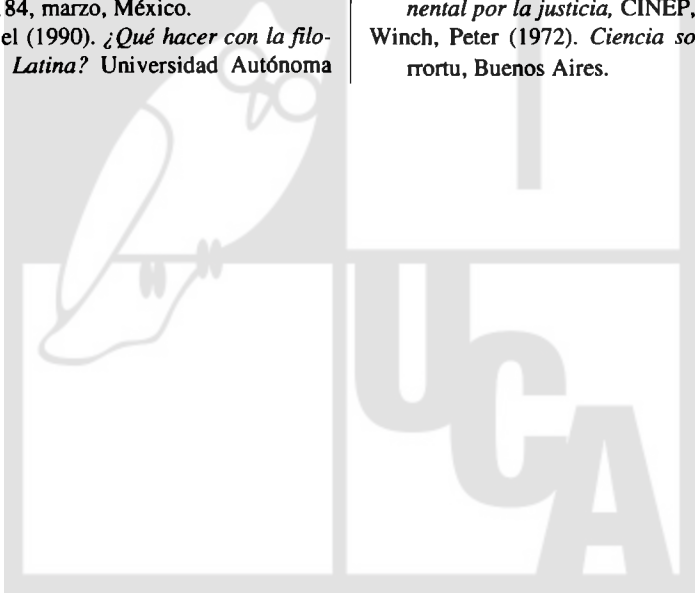 84, marzo, México.
el (1990). ¿Qué hacer con la filo-
Latina? Universidad Autónoma
nental por la justicia, CINEP,
Winch, Peter (1972). Ciencia so
rrortu, Buenos Aires.
UCA